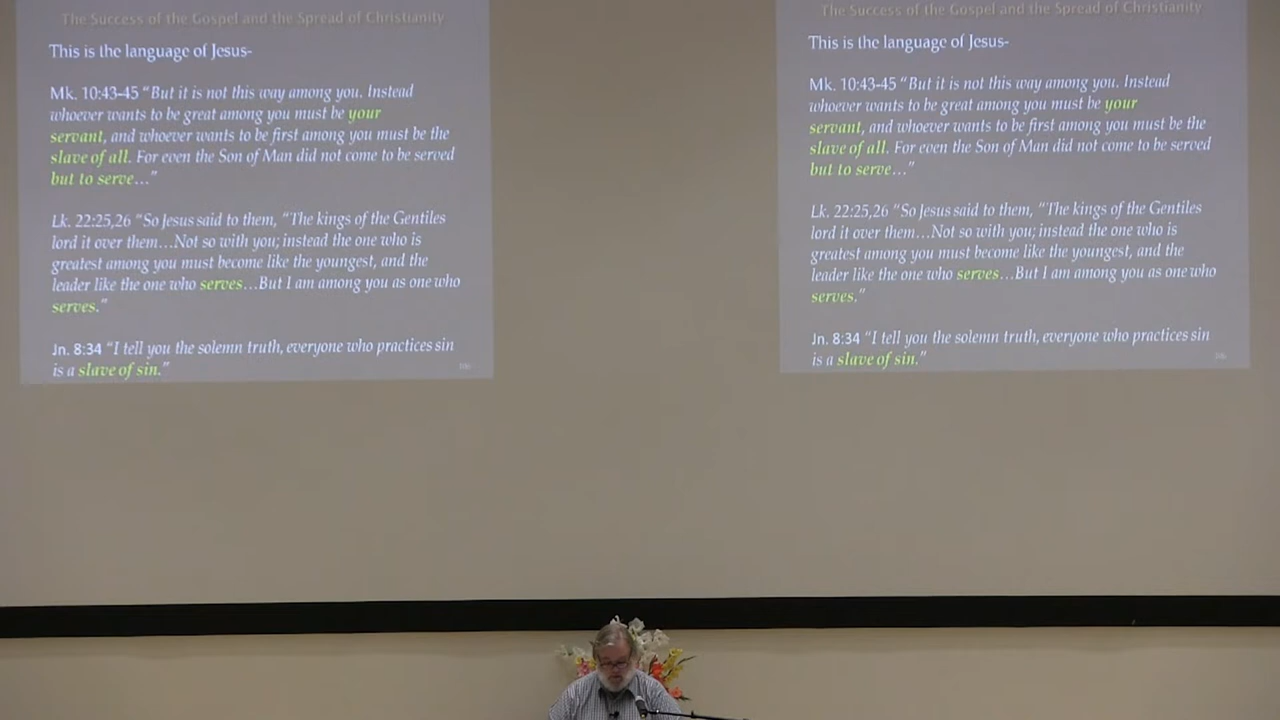 The Success of the Gospel and the Spread of Christianity
This is the language of Jesus-
Mk. 10:43-45 “But it is not this way among you. Instead
whoever wants to be great among you must be your
servant, and whoever wants to be first among you must be the
slave of all. For even the Son of Man did not come to be served
but to serve…”
Lk. 22:25,26 “So Jesus said to them, “The kings of the Gentiles
lord it over them…Not so with you; instead the one who is
greatest among you must become like the youngest, and the
leader like the one who serves…But I am among you as one who
serves.”
Jn. 8:34 “I tell you the solemn truth, everyone who practices sin
is a slave of sin.”
The Success of the Gospel and the Spread of Christianity
This is the language of Jesus-
Mk. 10:43-45 “But it is not this way among you. Instead
whoever wants to be great among you must be your
servant, and whoever wants to be first among you must be the
slave of all. For even the Son of Man did not come to be served
but to serve…”
Lk. 22:25,26 “So Jesus said to them, “The kings of the Gentiles
lord it over them…Not so with you; instead the one who is
greatest among you must become like the youngest, and the
leader like the one who serves…But I am among you as one who
serves.”
Jn. 8:34 “I tell you the solemn truth, everyone who practices sin
is a slave of sin.”